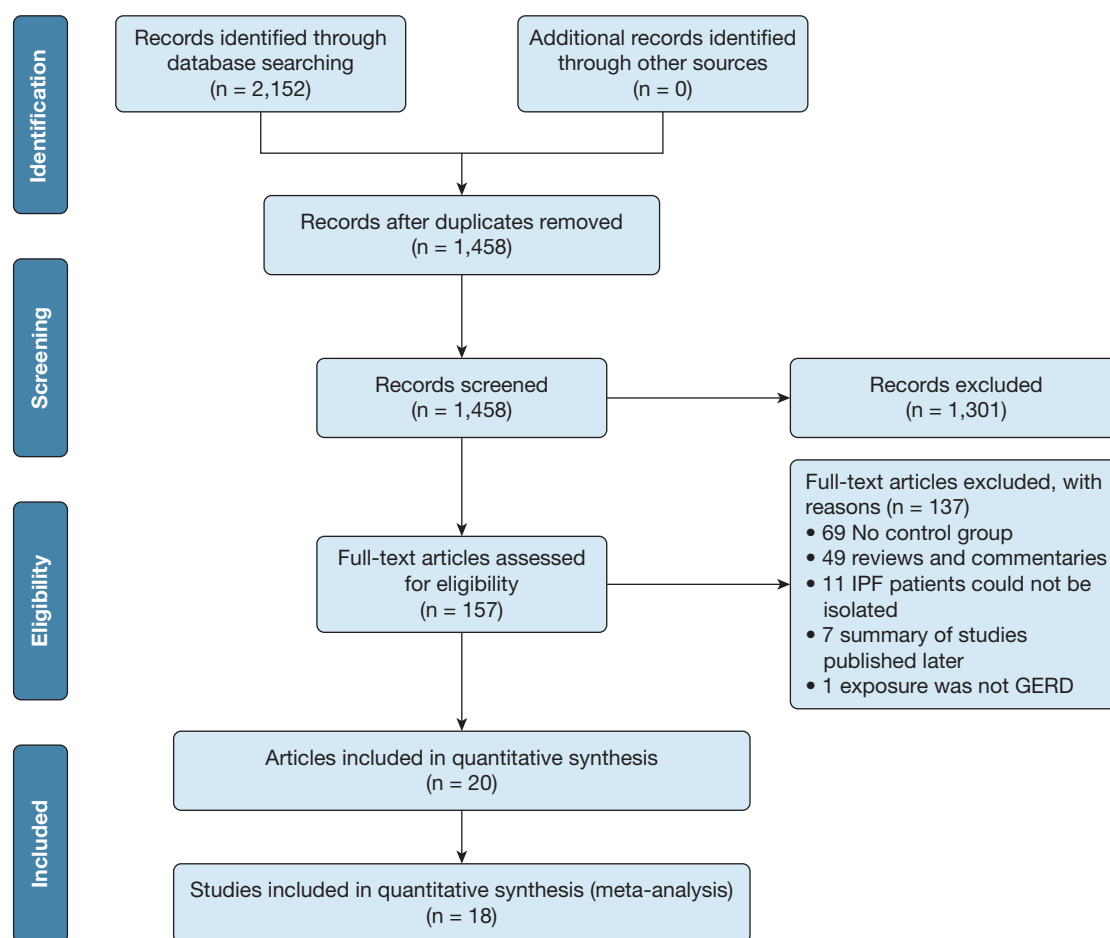 Identification
Records identified through
database searching
(n = 2,152)
Additional records identified
through other sources
(n = 0)
Records after duplicates removed
(n = 1,458)
Screening
Records screened
(n = 1,458)
Records excluded
(n = 1,301)
Eligibility
Full-text articles assessed
for eligibility
(n = 157)
Full-text articles excluded, with
reasons (n = 137)
• 69 No control group
• 49 reviews and commentaries
• 11 IPF patients could not be
isolated
• 7 summary of studies
published later
• 1 exposure was not GERD
Included
Articles included in quantitative synthesis
(n = 20)
Studies included in quantitative synthesis (meta-analysis)
(n = 18)